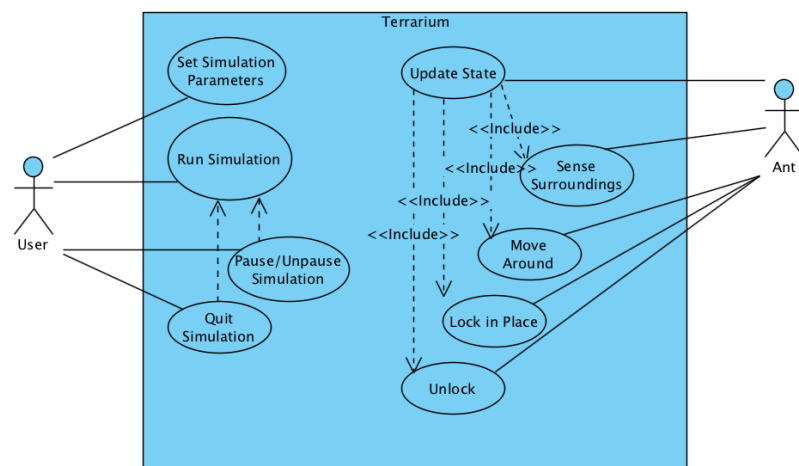 Terrarium
Set Simulation
Parameters
Update State
Run Simulation
<<Include>>
Sense
Surroundings
<<Include>>
Ant
<<Include>>
<<Include>>
User
Move
Around
Pause/Unpause
Simulation
Quit
Simulation
Lock in Place
Unlock